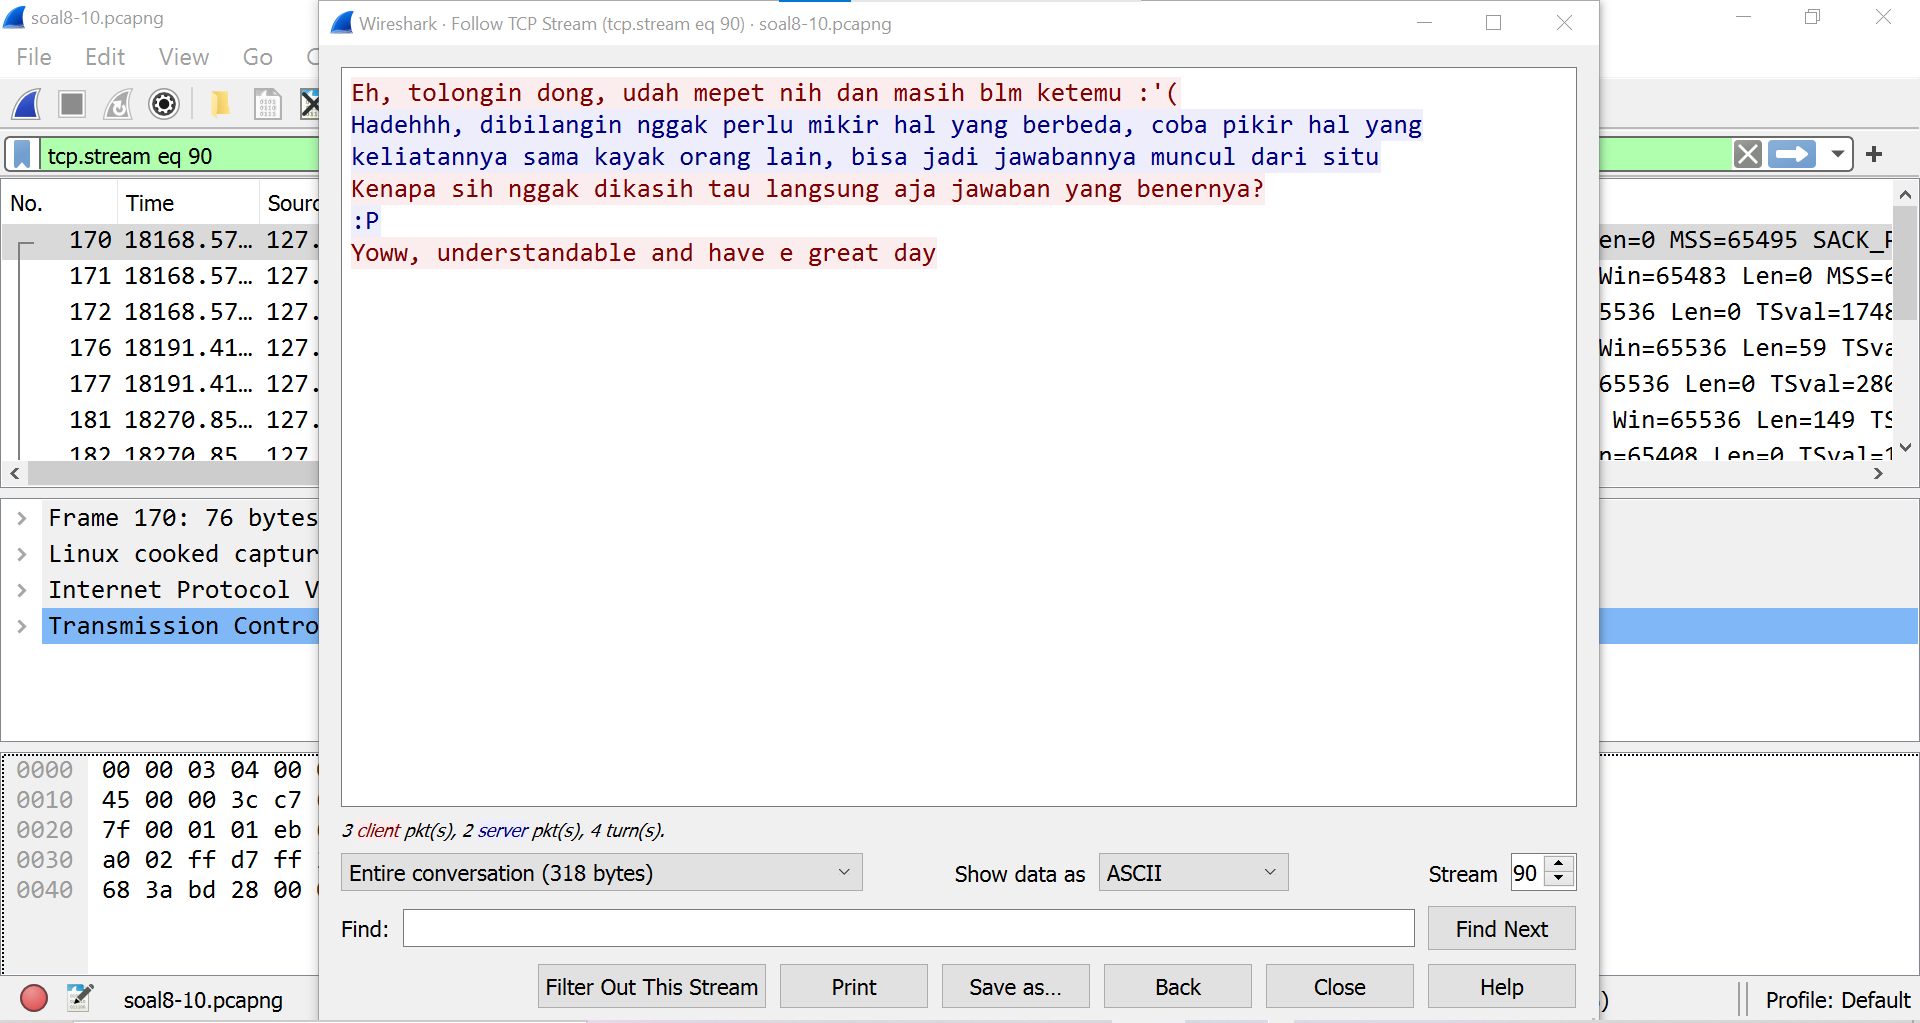 soal8-10.pcapng
File Edit View Go
Wireshark · Follow TCP Stream (tcp.stream eq 90) · soal8-10.pcapng
tcp.stream eq 90
Eh, tolongin dong, udah mepet nih dan masih blm ketemu :'(
Hadehhh, dibilangin nggak perlu mikir hal yang berbeda, coba pikir hal yang
keliatannya sama kayak orang lain, bisa jadi jawabannya muncul dari situ
Kenapa sih nggak dikasih tau langsung aja jawaban yang benernya?
:P
Yoww, understandable and have e great day
No. Time Sourc
170 18168.57… 127. en=0 MSS=65495 SACK_P
171 18168.57… 127. Win=65483 Len=0 MSS=6
172 18168.57… 127. 5536 Len=0 TSval=1748
176 18191.41… 127. Win=65536 Len=59 TSva
177 18191.41… 127. 65536 Len=0 TSval=280
181 18270.85… 127. Win=65536 Len=149 TS
182 18270.85 127 n=65408 Len=0 TSval=1
Frame 170: 76 bytes
Linux cooked captur
Internet Protocol V
Transmission Contro
0000 00 00 03 04 00
0010 45 00 00 3c c7
0020 7f 00 01 01 eb
0030 a0 02 ff d7 ff
0040 68 3a bd 28 00
3 client pkt(s), 2 server pkt(s), 4 turn(s).
Entire conversation (318 bytes) Show data as ASCII Stream 90
Find: Find Next
Filter Out This Stream Print Save as… Back Close Help
soal8-10.pcapng
Profile: Default